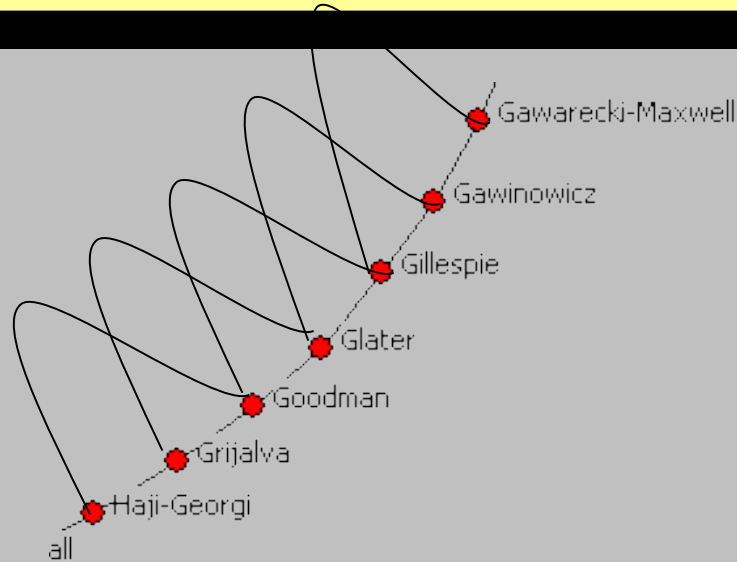 Gawarecki-Maxwell
Gawinowicz
Gillespie
Glater
Goodman
Grijalva
Haji-Georgi
all